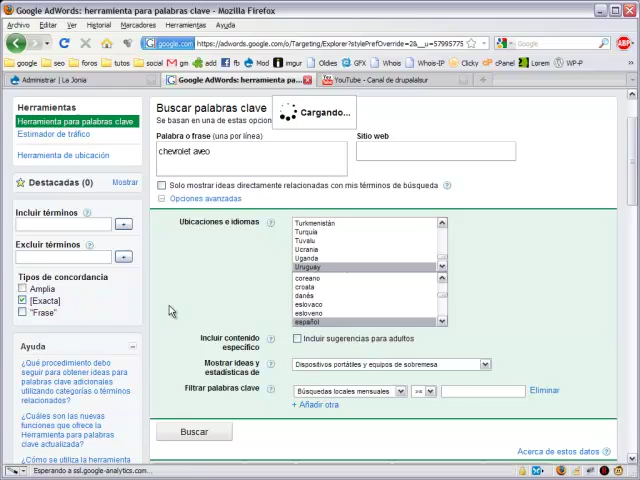 Google AdWords: herramienta para palabras clave - Mozilla Firefox
Archivo Editar Ver Historial Marcadores Herramientas Ayuda
google.com https://adwords.google.com/o/Targeting/Explorer?stylePrefOverride=2&__u=57995775
Google
ABP
google seo foros tutos social GM add fb Mod imgur Oldies GFX Whois Whois-IP Clicky cPanel Lorem WP-P
Administrar | La Jonia
Google AdWords: herramienta para p...
YouTube - Canal de drupalalsur
Herramientas
Herramienta para palabras clave
Estimador de tráfico
Herramienta de ubicación
Destacadas (0) Mostrar
Incluir términos
Excluir términos
Tipos de concordancia
Amplia
[Exacta]
"Frase"
Ayuda
¿Qué procedimiento debo
seguir para obtener ideas para
palabras clave adicionales
utilizando categorías o términos
relacionados?
¿Cuáles son las nuevas
funciones que ofrece la
Herramienta para palabras
clave actualizada?
¿Cómo se utiliza la herramienta
Buscar palabras clave
Se basan en una de estas opcion
Cargando...
Palabra o frase (una por línea)
Sitio web
chevrolet aveo
Solo mostrar ideas directamente relacionadas con mis términos de búsqueda
Opciones avanzadas
Ubicaciones e idiomas
Turkmenistán
Turquía
Tuvalu
Ucrania
Uganda
Uruguay
coreano
croata
danés
eslovaco
esloveno
español
Incluir contenido
específico
Incluir sugerencias para adultos
Mostrar ideas y
estadísticas de
Dispositivos portátiles y equipos de sobremesa
Filtrar palabras clave
Búsquedas locales mensuales >= Eliminar
+ Añadir otra
Buscar
Acerca de estos datos
Esperando a ssl.google-analytics.com...